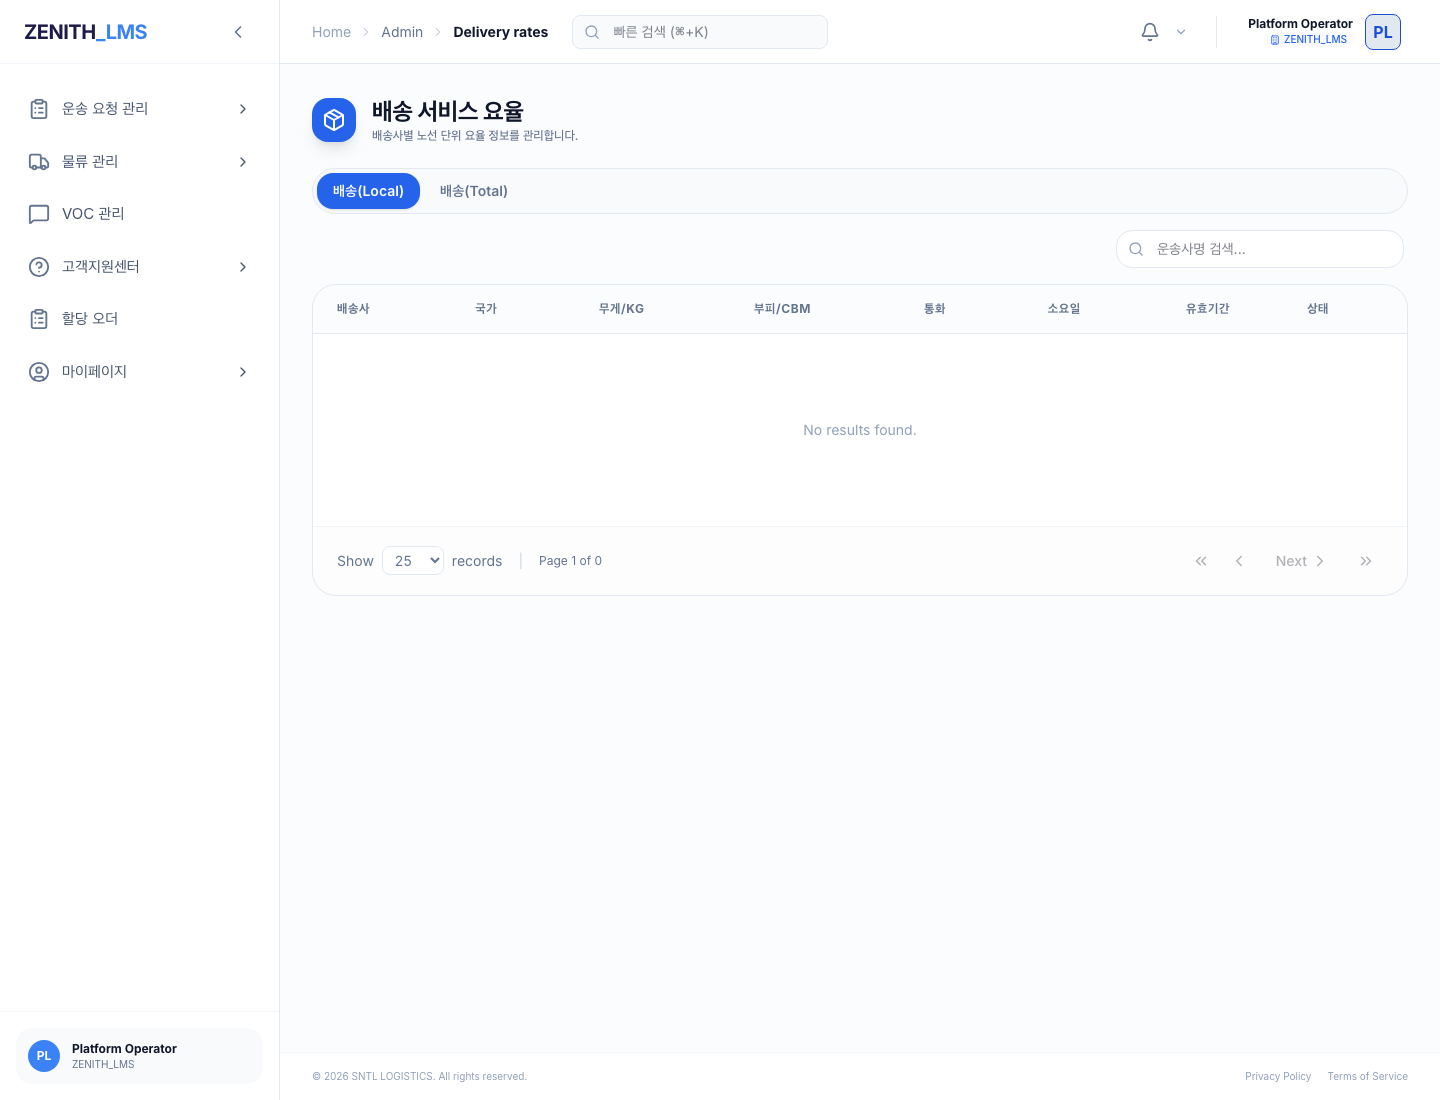 ZENITH_LMS
Home
Admin
Delivery rates
빠른 검색 (⌘+K)
Platform Operator
ZENITH_LMS
PL
운송 요청 관리
물류 관리
VOC 관리
고객지원센터
할당 오더
마이페이지
배송 서비스 요율
배송사별 노선 단위 요율 정보를 관리합니다.
배송(Local)
배송(Total)
운송사명 검색...
배송사 국가 무게/KG 부피/CBM 통화 소요일 유효기간 상태
No results found.
Show 25 records | Page 1 of 0
Next
PL
Platform Operator
ZENITH_LMS
© 2026 SNTL LOGISTICS. All rights reserved.
Privacy Policy
Terms of Service